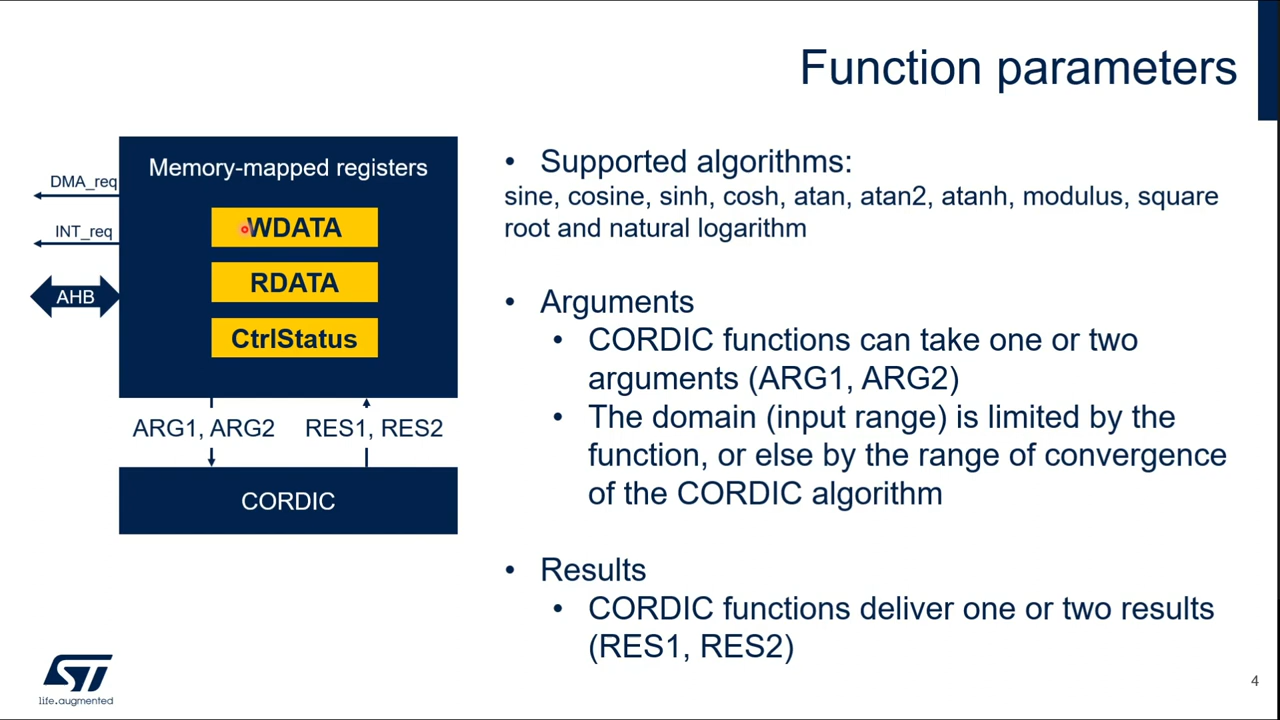 Function parameters
Memory-mapped registers
DMA_req
WDATA
INT_req
RDATA
AHB
CtrlStatus
ARG1, ARG2
RES1, RES2
CORDIC
• Supported algorithms:
sine, cosine, sinh, cosh, atan, atan2, atanh, modulus, square
root and natural logarithm
• Arguments
• CORDIC functions can take one or two
arguments (ARG1, ARG2)
• The domain (input range) is limited by the
function, or else by the range of convergence
of the CORDIC algorithm
• Results
• CORDIC functions deliver one or two results
(RES1, RES2)
ST
life.augmented
4